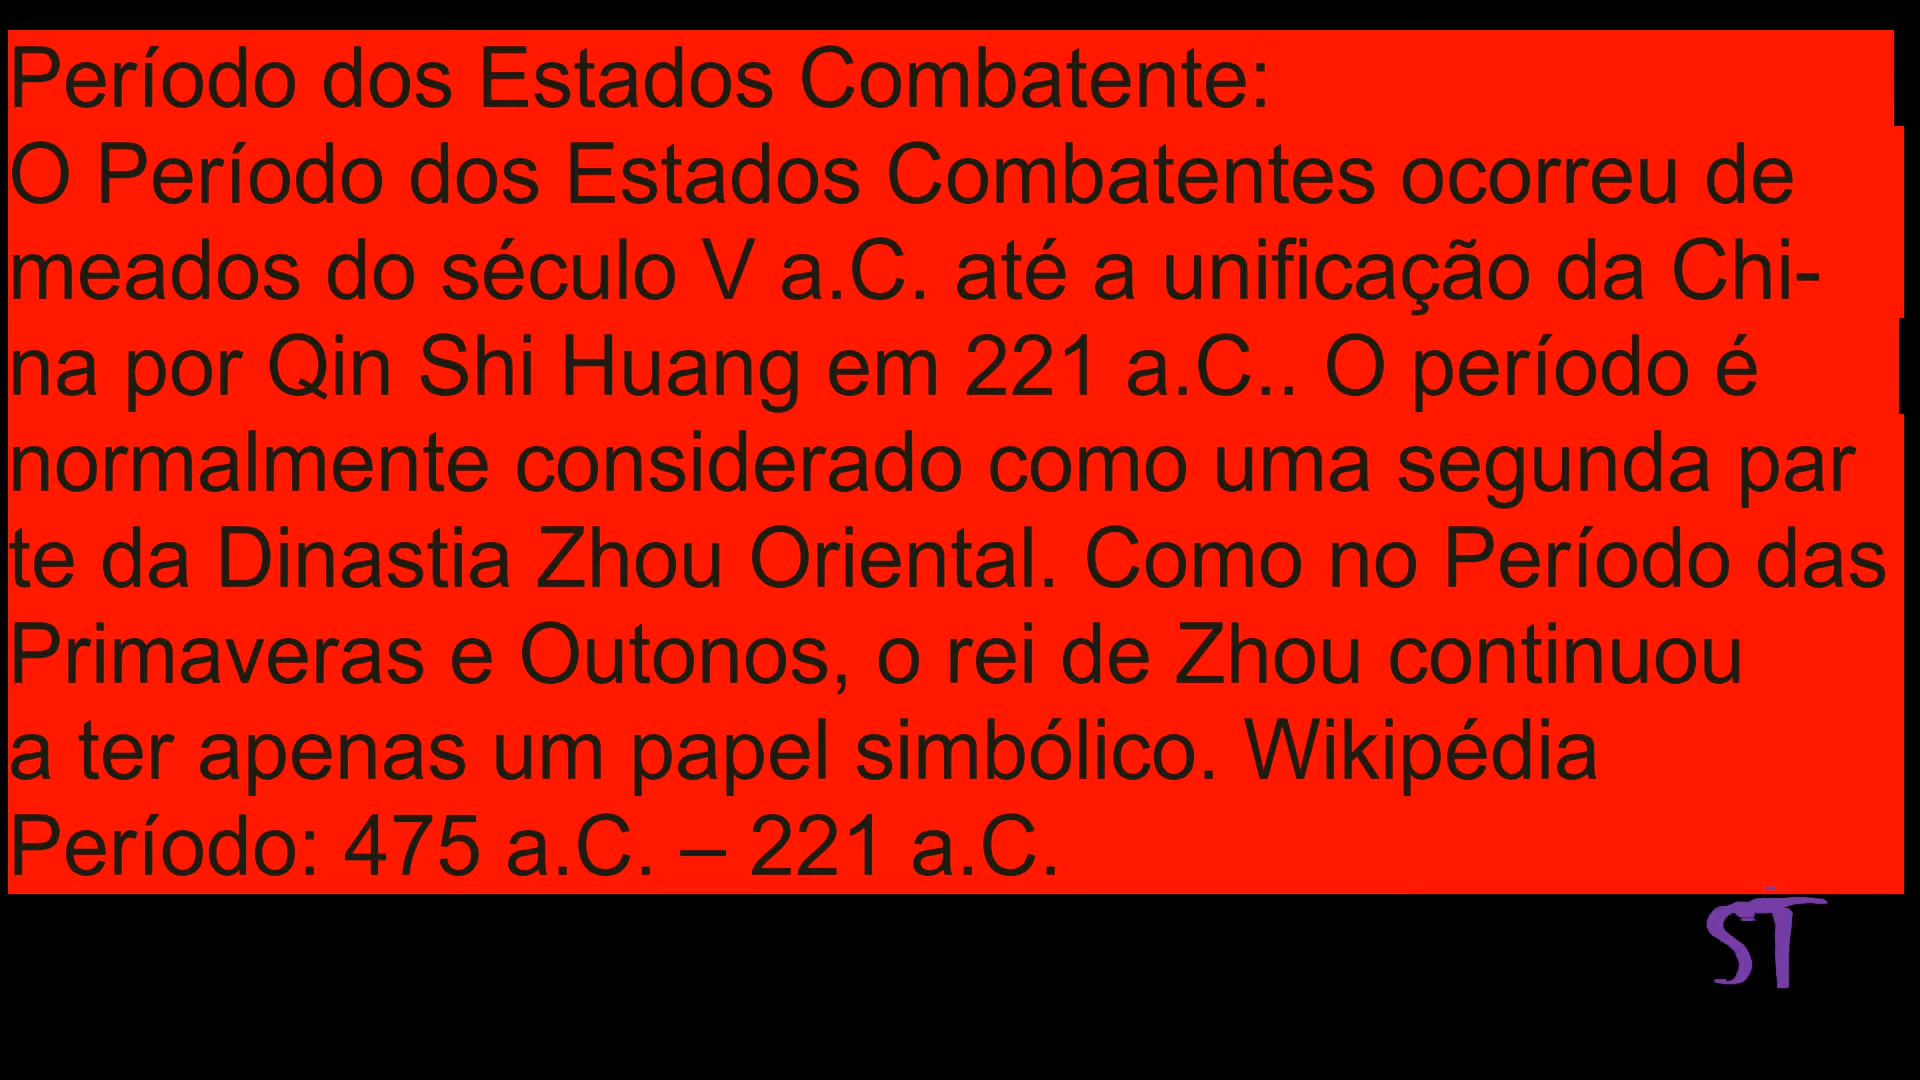 Período dos Estados Combatente:
O Período dos Estados Combatentes ocorreu de
meados do século V a.C. até a unificação da Chi-
na por Qin Shi Huang em 221 a.C.. O período é
normalmente considerado como uma segunda par
te da Dinastia Zhou Oriental. Como no Período das
Primaveras e Outonos, o rei de Zhou continuou
a ter apenas um papel simbólico. Wikipédia
Período: 475 a.C. – 221 a.C.
ST